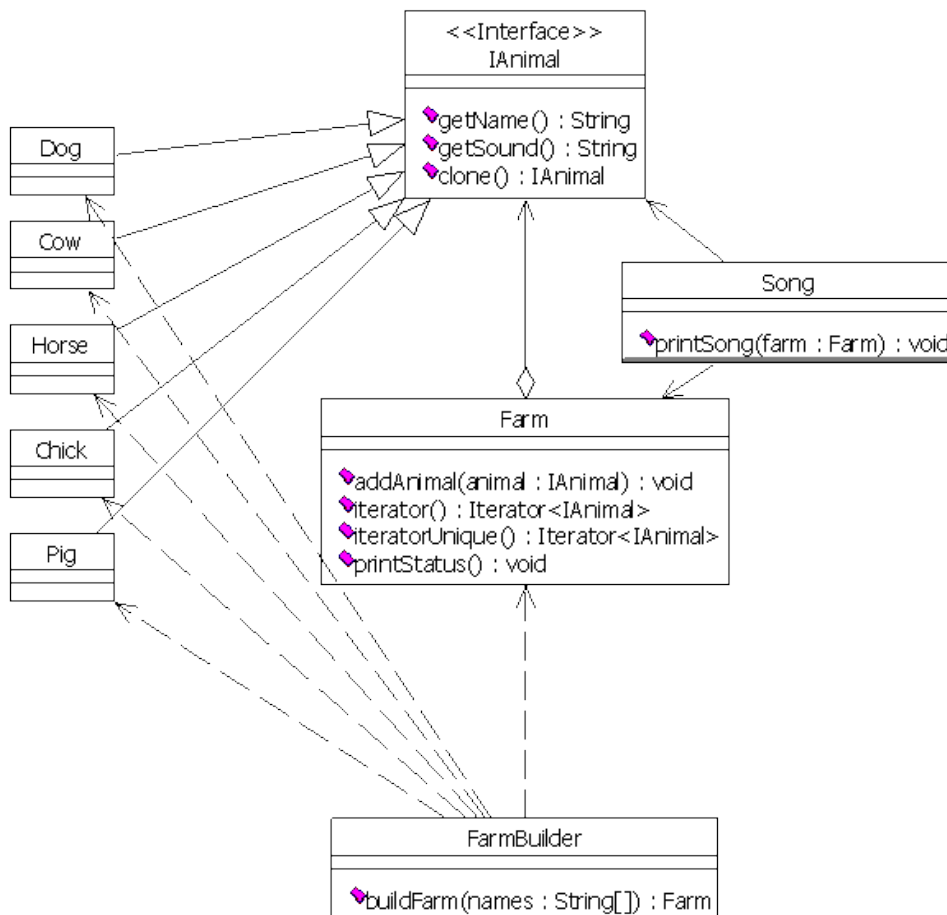 <<Interface>>
IAnimal
getName() : String
getSound() : String
clone() : IAnimal
Dog
Cow
Horse
Chick
Pig
Song
printSong(farm : Farm) : void
Farm
addAnimal(animal : IAnimal) : void
iterator() : Iterator<IAnimal>
iteratorUnique() : Iterator<IAnimal>
printStatus() : void
FarmBuilder
buildFarm(names : String[]) : Farm